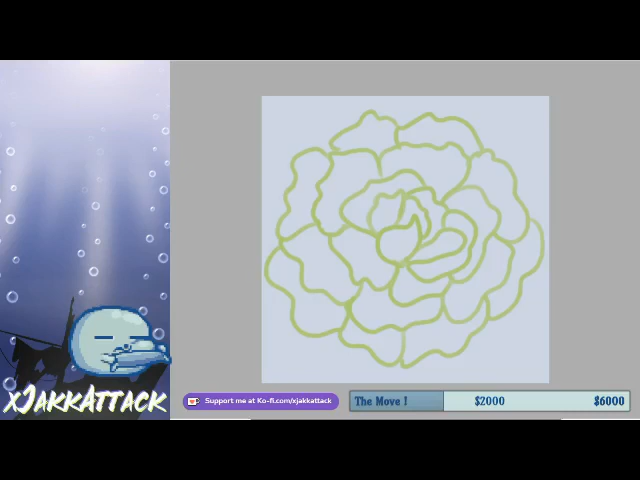 xJakkAttack
Support me at Ko-fi.com/xjakkattack
The Move ! $2000 $6000